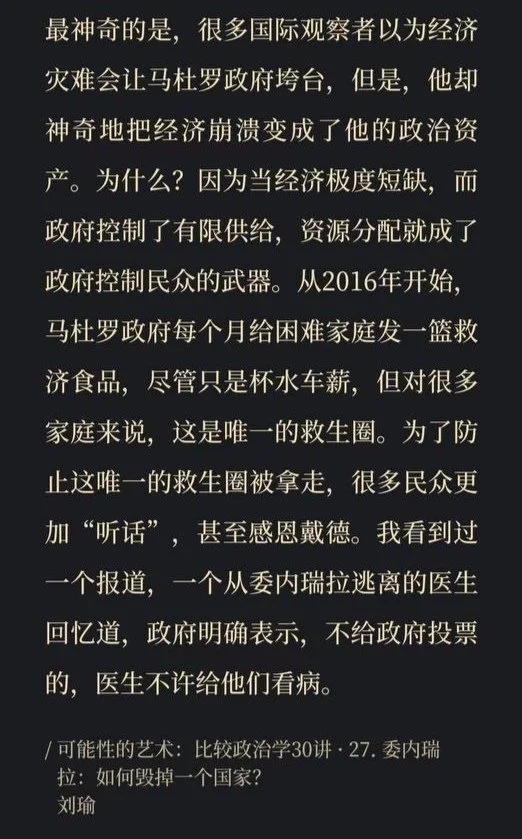 最神奇的是，很多国际观察者以为经济
灾难会让马杜罗政府垮台，但是，他却
神奇地把经济崩溃变成了他的政治资
产。为什么？因为当经济极度短缺，而
政府控制了有限供给，资源分配就成了
政府控制民众的武器。从2016年开始，
马杜罗政府每个月给困难家庭发一篮救
济食品，尽管只是杯水车薪，但对很多
家庭来说，这是唯一的救生圈。为了防
止这唯一的救生圈被拿走，很多民众更
加“听话”，甚至感恩戴德。我看到过
一个报道，一个从委内瑞拉逃离的医生
回忆道，政府明确表示，不给政府投票
的，医生不许给他们看病。
/ 可能性的艺术：比较政治学30讲 · 27. 委内瑞
拉：如何毁掉一个国家？
刘瑜